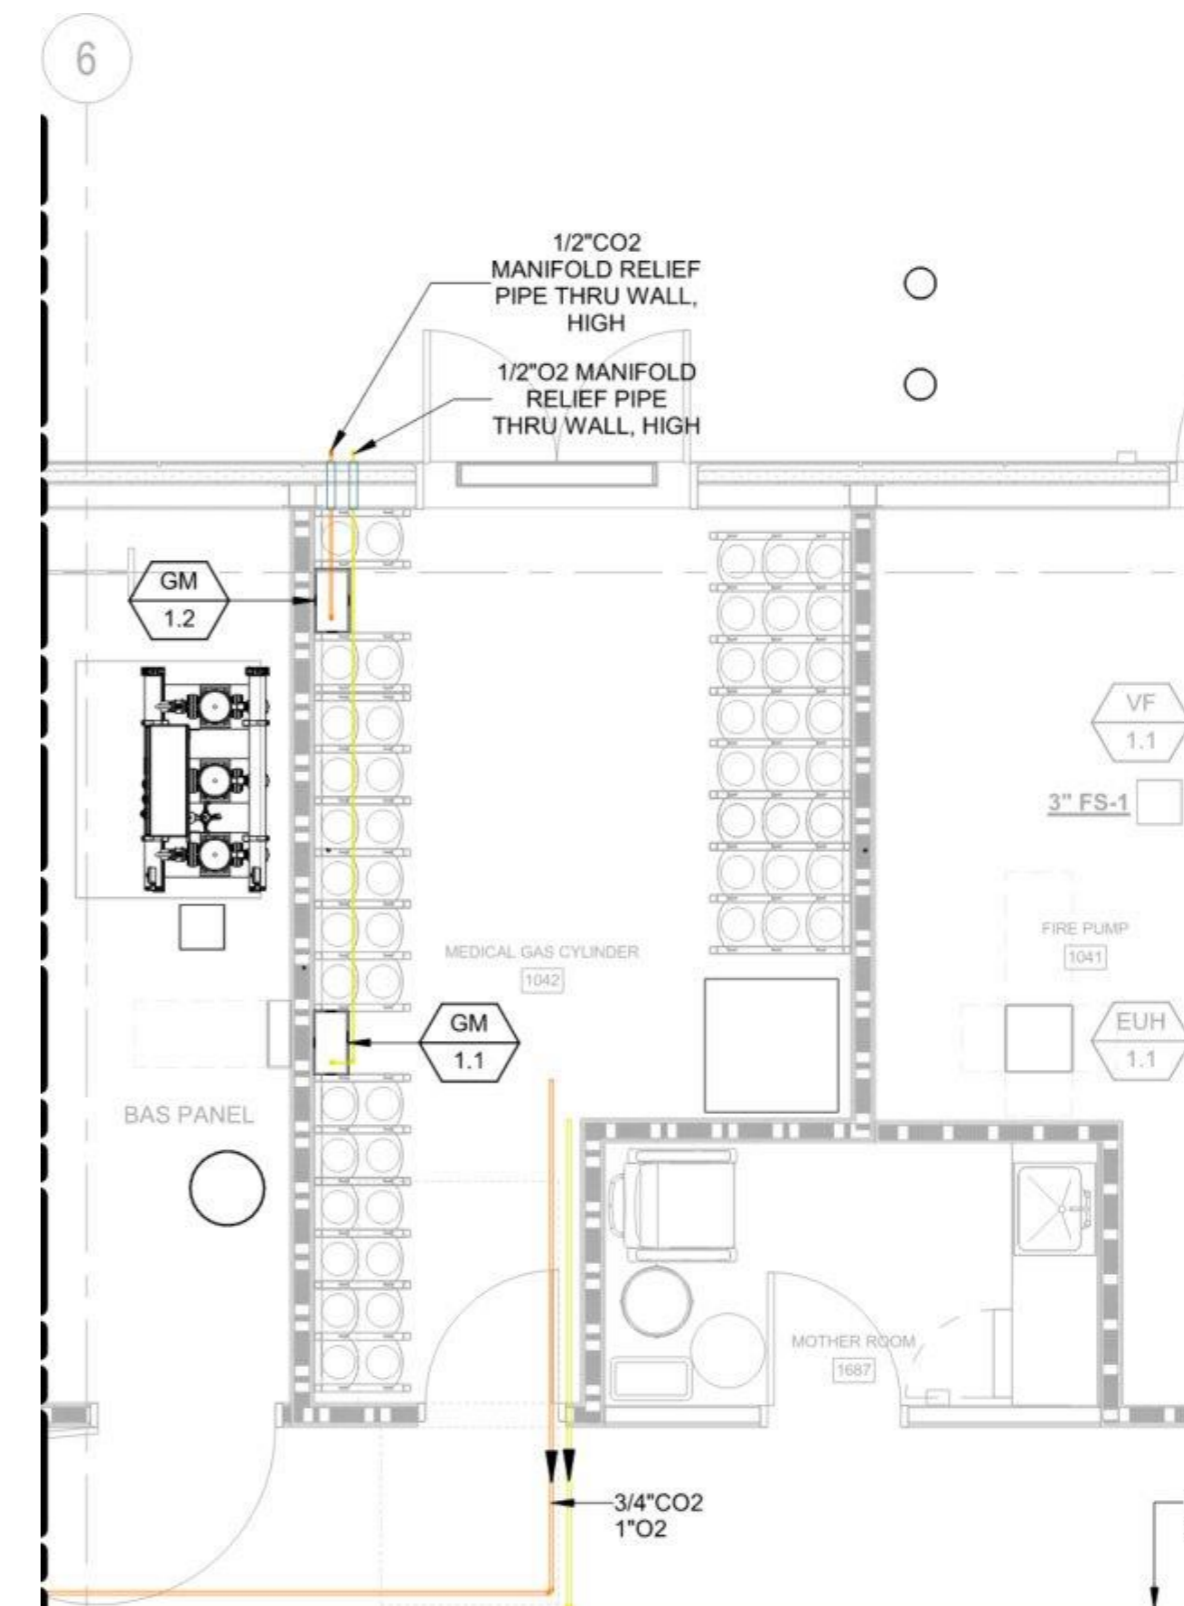 6
1/2"CO2
MANIFOLD RELIEF
PIPE THRU WALL,
HIGH
1/2"O2 MANIFOLD
RELIEF PIPE
THRU WALL, HIGH
GM
1.2
VF
1.1
3" FS-1
MEDICAL GAS CYLINDER
1042
FIRE PUMP
1041
GM
1.1
EUH
1.1
BAS PANEL
MOTHER ROOM
1687
3/4"CO2
1"O2